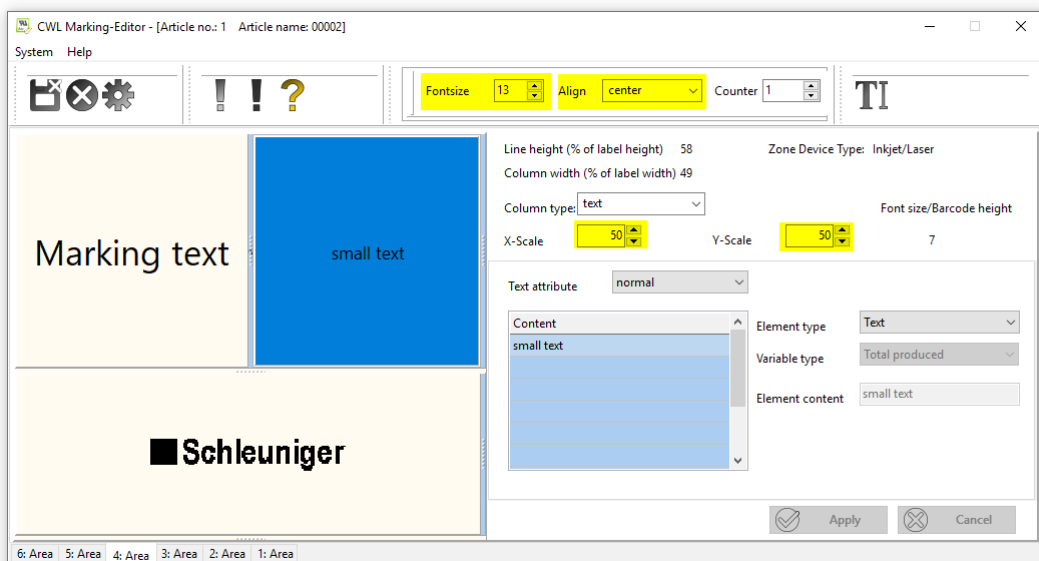 CWL Marking-Editor - [Article no.: 1 Article name: 00002]
System Help
Fontsize 13 Align center Counter 1
TI
Line height (% of label height) 58 Zone Device Type: Inkjet/Laser
Column width (% of label width) 49
Column type: text Font size/Barcode height
X-Scale 50 Y-Scale 50 7
Marking text
small text
Text attribute normal
Content
small text
Element type Text
Variable type Total produced
Element content small text
Schleuniger
Apply Cancel
6: Area 5: Area 4: Area 3: Area 2: Area 1: Area